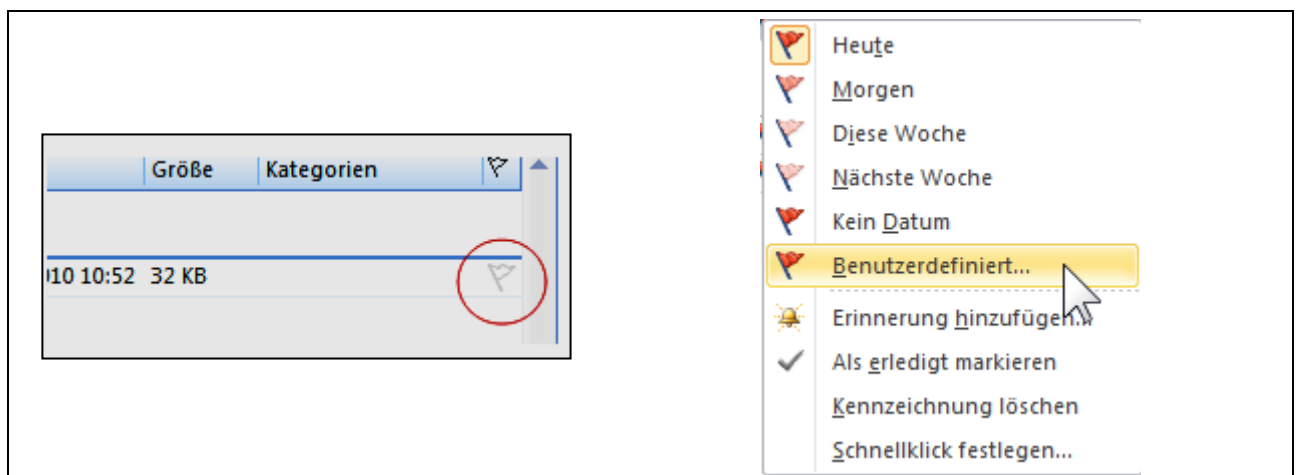 Größe Kategorien
010 10:52 32 KB
Heute
Morgen
Diese Woche
Nächste Woche
Kein Datum
Benutzerdefiniert...
Erinnerung hinzufügen...
Als erledigt markieren
Kennzeichnung löschen
Schnellklick festlegen...